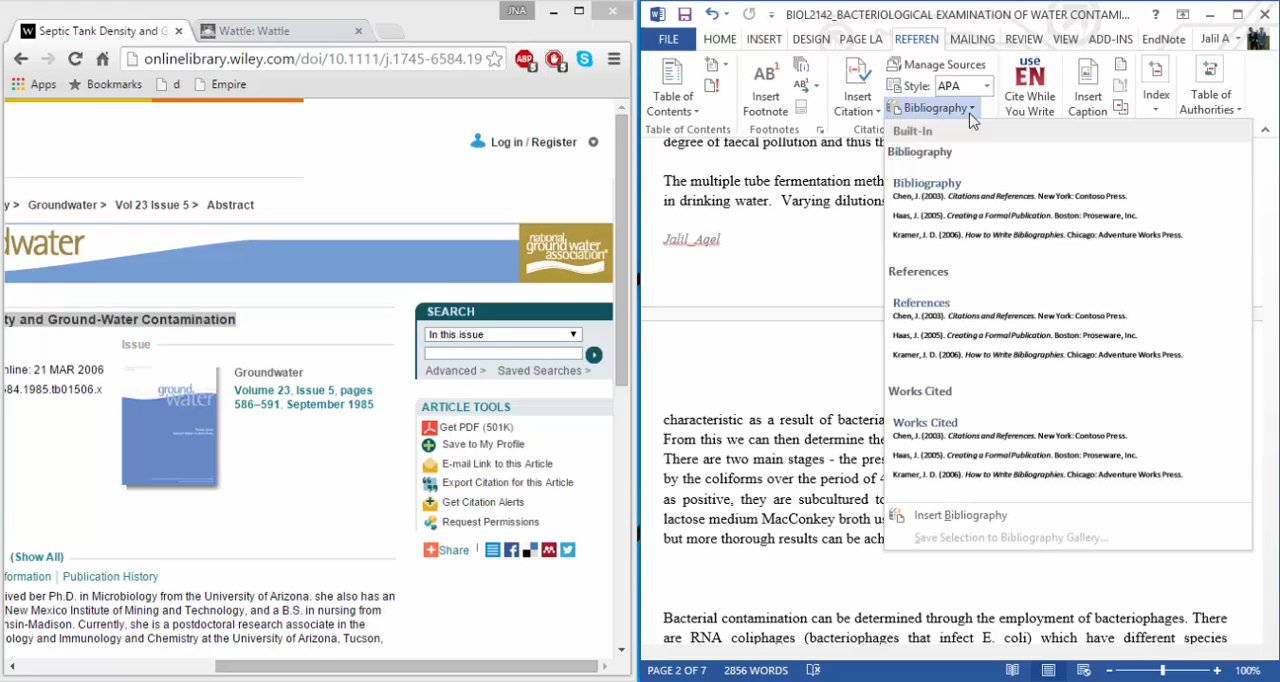 Septic Tank Density and G
Wattle: Wattle
JNA
onlinelibrary.wiley.com/doi/10.1111/j.1745-6584.19
Apps
Bookmarks
d
Empire
Log in / Register
y > Groundwater > Vol 23 Issue 5 > Abstract
dwater
national
ground water
association
ty and Ground-Water Contamination
nline: 21 MAR 2006
584.1985.tb01506.x
Issue
ground
water
Groundwater
Volume 23, Issue 5, pages
586–591, September 1985
SEARCH
In this issue
Advanced > Saved Searches >
ARTICLE TOOLS
Get PDF (501K)
Save to My Profile
E-mail Link to this Article
Export Citation for this Article
Get Citation Alerts
Request Permissions
Share
(Show All)
formation | Publication History
ived ber Ph.D. in Microbiology from the University of Arizona. she also has an
New Mexico Institute of Mining and Technology, and a B.S. in nursing from
nsin-Madison. Currently, she is a postdoctoral research associate in the
ology and Immunology and Chemistry at the University of Arizona, Tucson,
BIOL2142_BACTERIOLOGICAL EXAMINATION OF WATER CONTAMI...
FILE HOME INSERT DESIGN PAGE LA REFEREN MAILING REVIEW VIEW ADD-INS EndNote Jalil A
Table of
Contents
Table of Contents
AB1
Insert
Footnote
AB
Footnotes
Insert
Citation
Manage Sources
Style: APA
Bibliography
Citatic
use
EN
Cite While
You Write
Insert
Caption
Index
Table of
Authorities
degree of faecal pollution and thus th
The multiple tube fermentation meth
in drinking water. Varying dilutions
Jalil_Aqel
characteristic as a result of bacteria
From this we can then determine the
There are two main stages - the pres
by the coliforms over the period of 4
as positive, they are subcultured to
lactose medium MacConkey broth us
but more thorough results can be ach
Bacterial contamination can be determined through the employment of bacteriophages. There
are RNA coliphages (bacteriophages that infect E. coli) which have different species
Built-In
Bibliography
Bibliography
Chen, J. (2003). Citations and References. New York: Contoso Press.
Haas, J. (2005). Creating a Formal Publication. Boston: Proseware, Inc.
Kramer, J. D. (2006). How to Write Bibliographies. Chicago: Adventure Works Press.
References
References
Chen, J. (2003). Citations and References. New York: Contoso Press.
Haas, J. (2005). Creating a Formal Publication. Boston: Proseware, Inc.
Kramer, J. D. (2006). How to Write Bibliographies. Chicago: Adventure Works Press.
Works Cited
Works Cited
Chen, J. (2003). Citations and References. New York: Contoso Press.
Haas, J. (2005). Creating a Formal Publication. Boston: Proseware, Inc.
Kramer, J. D. (2006). How to Write Bibliographies. Chicago: Adventure Works Press.
Insert Bibliography
Save Selection to Bibliography Gallery...
PAGE 2 OF 7 2856 WORDS 100%